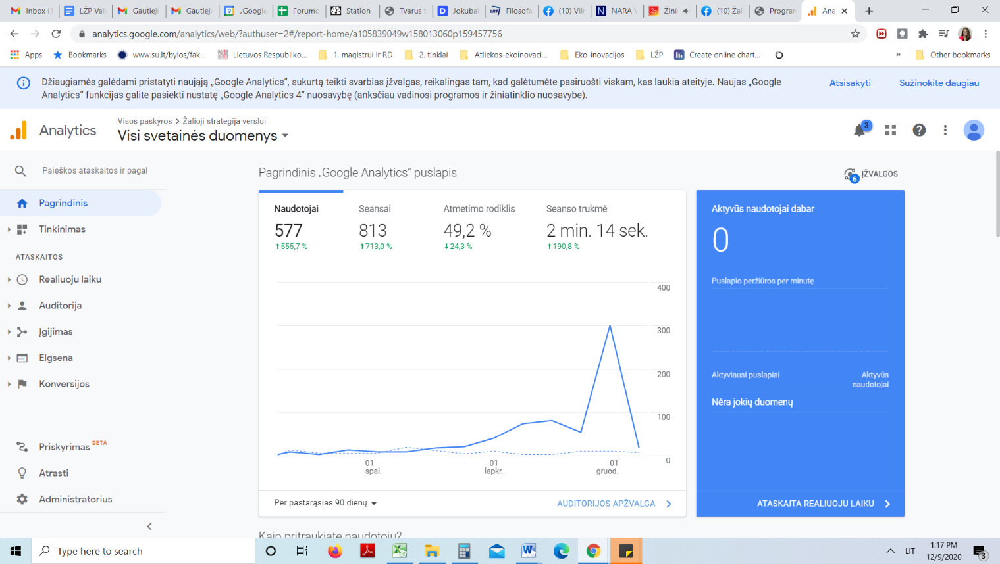 Inbox (1
LŽP Vald
Gautieji
Gautieji
„Google
Forumo
Station
Tvarus t
Jokubai
Filosofa
(10) Viln
NARA V
Žini
(10) Žali
Program
Ana
analytics.google.com/analytics/web/?authuser=2#/report-home/a105839049w158013060p159457756
Apps
Bookmarks
www.su.lt/bylos/fak...
Lietuvos Respubliko...
1. magistrui ir RD
2. tinklai
Atliekos-ekoinovaci...
Eko-inovacijos
LŽP
Create online chart...
»
Other bookmarks
Džiaugiamės galėdami pristatyti naująją „Google Analytics“, sukurtą teikti svarbias įžvalgas, reikalingas tam, kad galėtumėte pasiruošti viskam, kas laukia ateityje. Naujas „Google
Analytics“ funkcijas galite pasiekti nustatę „Google Analytics 4“ nuosavybę (anksčiau vadinosi programos ir žiniatinklio nuosavybe).
Atsisakyti
Sužinokite daugiau
Analytics
Visos paskyros > Žalioji strategija verslui
Visi svetainės duomenys
3
Paieškos ataskaitos ir pagal
Pagrindinis
Tinkinimas
ATASKAITOS
Realiuoju laiku
Auditorija
Įgijimas
Elgsena
Konversijos
Priskyrimas BETA
Atrasti
Administratorius
Pagrindinis „Google Analytics“ puslapis
6
ĮŽVALGOS
Naudotojai
577
↑555,7 %
Seansai
813
↑713,0 %
Atmetimo rodiklis
49,2 %
↓24,3 %
Seanso trukmė
2 min. 14 sek.
↑190,8 %
400
300
200
100
0
01
spal.
01
lapkr.
01
gruod.
Per pastarąsias 90 dienų
AUDITORIJOS APŽVALGA
Aktyvūs naudotojai dabar
0
Puslapio peržiūros per minutę
Aktyviausi puslapiai
Aktyvūs
naudotojai
Nėra jokių duomenų
ATASKAITA REALIUOJU LAIKU
Kaip pritraukiate naudotojų?
Type here to search
LIT
1:17 PM
12/9/2020
3